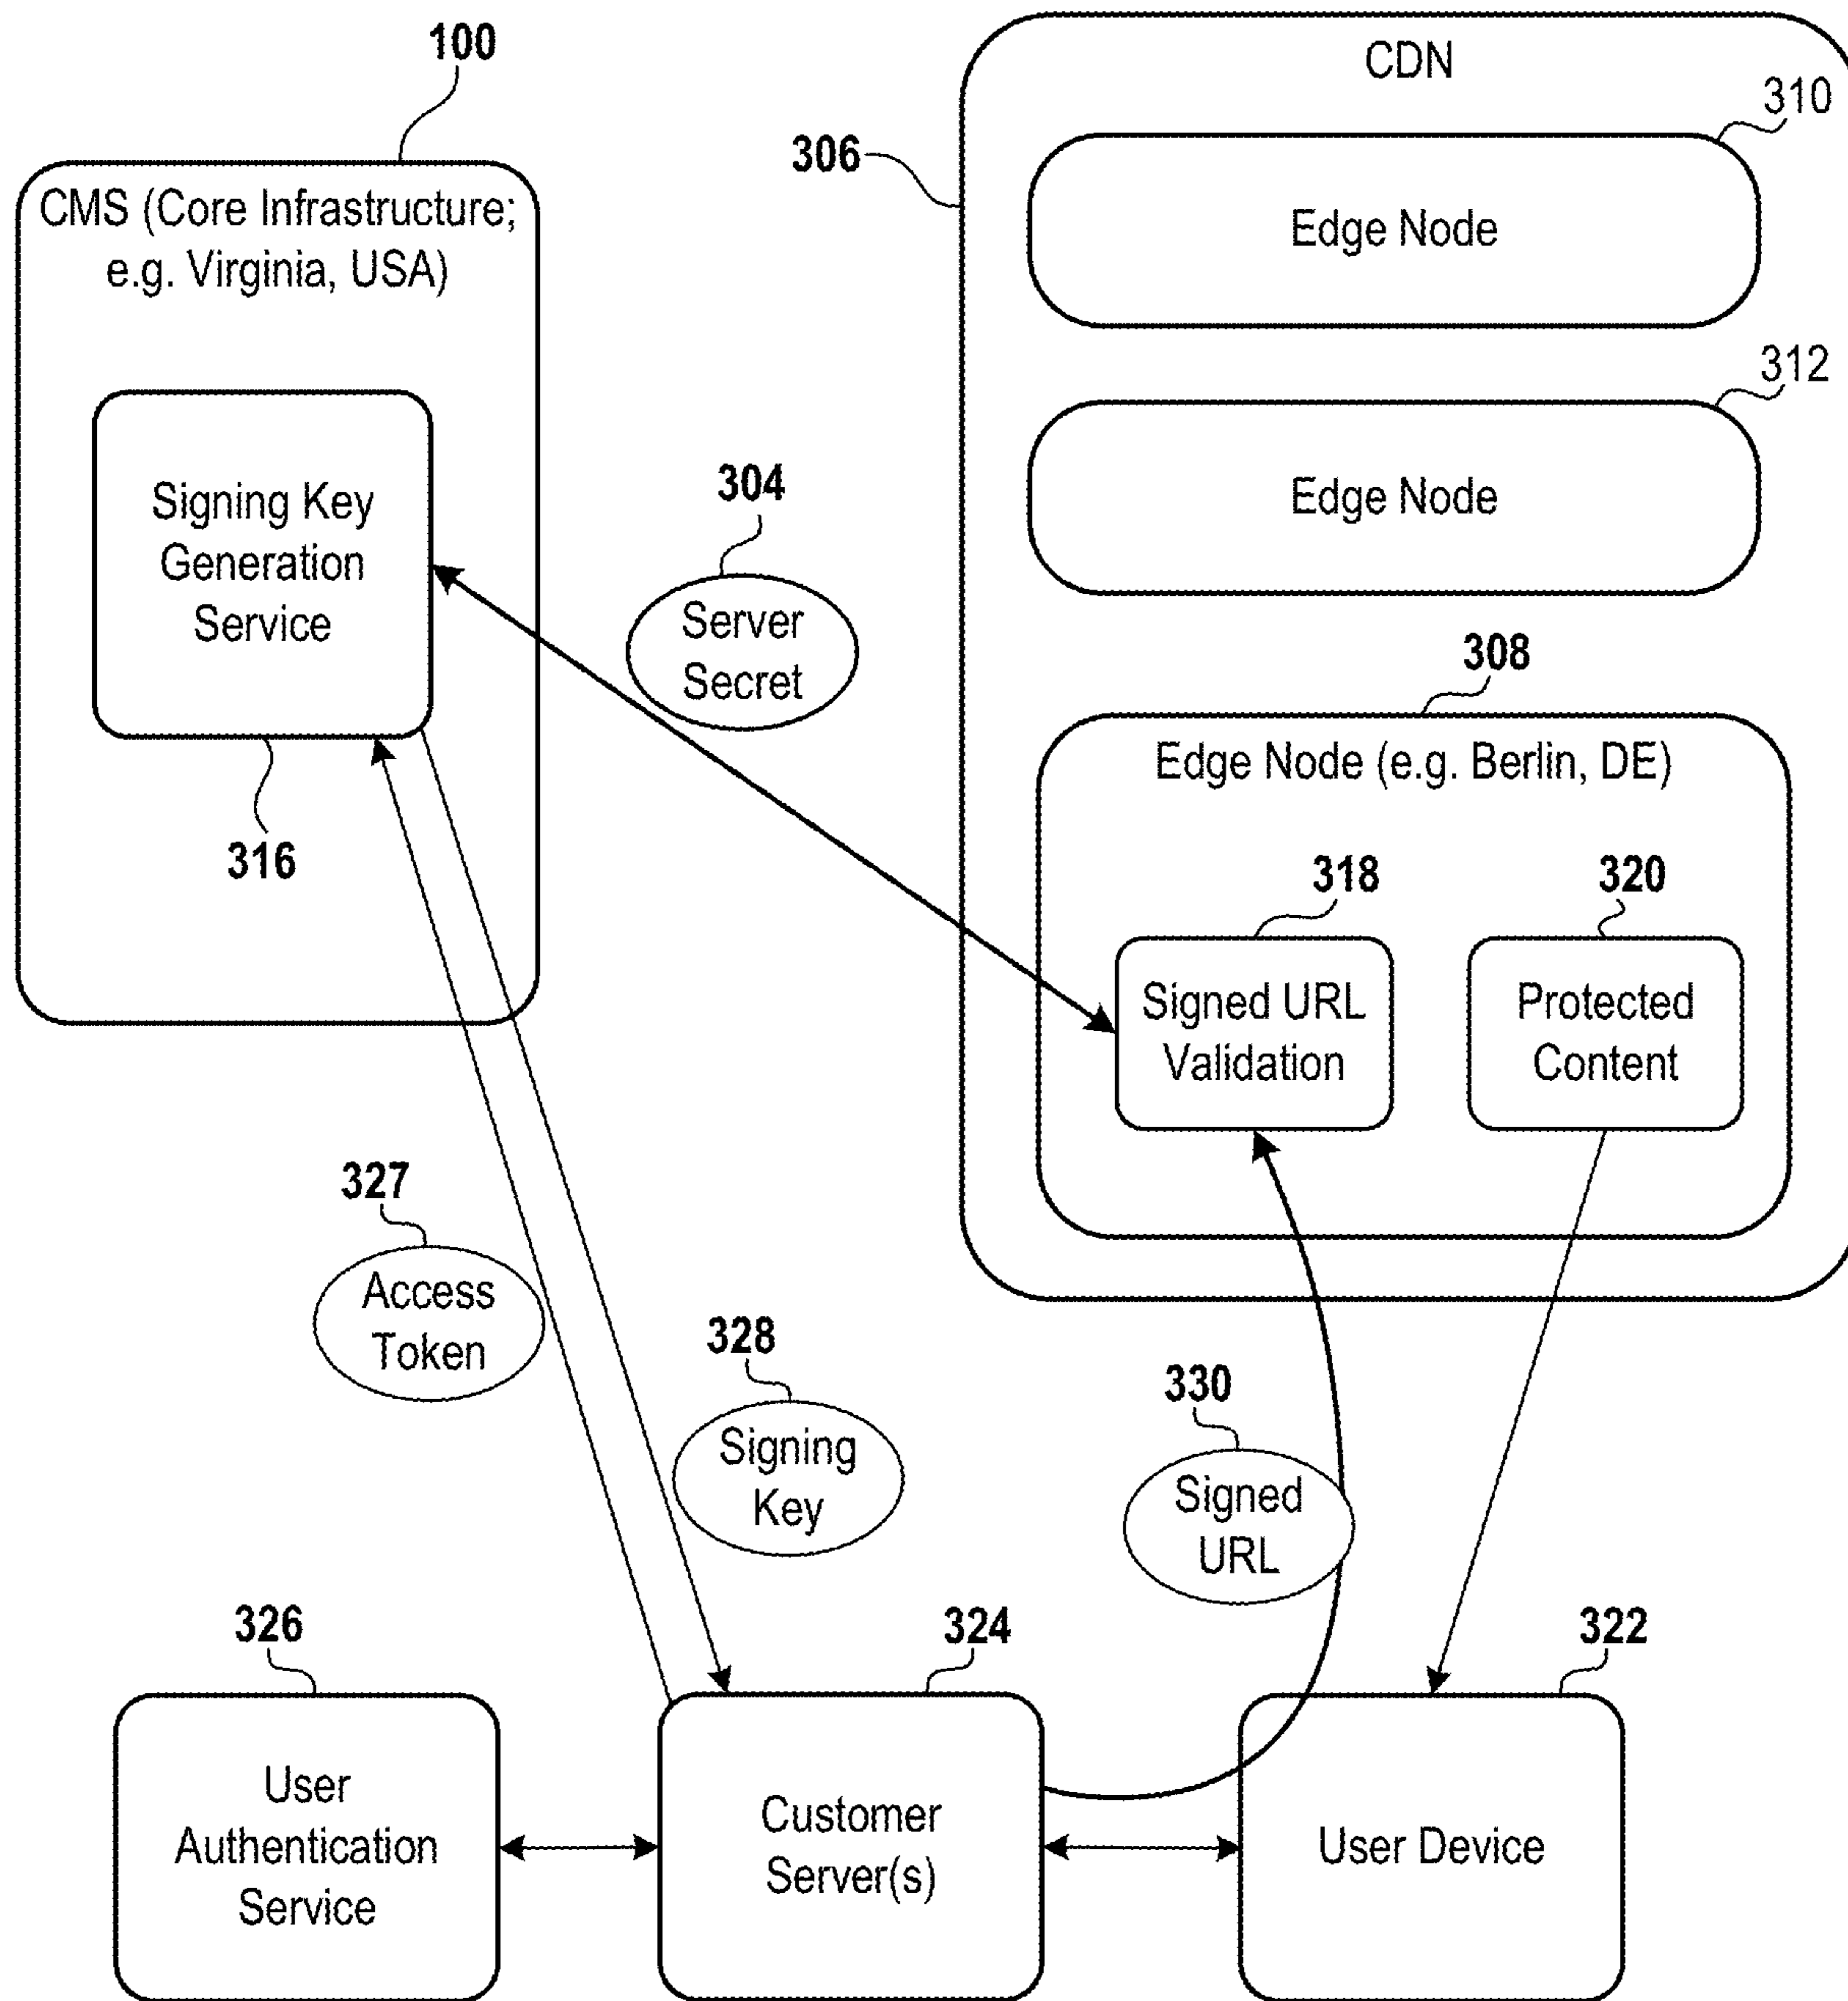 100
CMS (Core Infrastructure;
e.g. Virginia, USA)
Signing Key
Generation
Service
316
304
Server
Secret
CDN
306
310
Edge Node
312
Edge Node
308
Edge Node (e.g. Berlin, DE)
318
Signed URL
Validation
320
Protected
Content
327
Access
Token
328
Signing
Key
330
Signed
URL
326
User
Authentication
Service
324
Customer
Server(s)
322
User Device